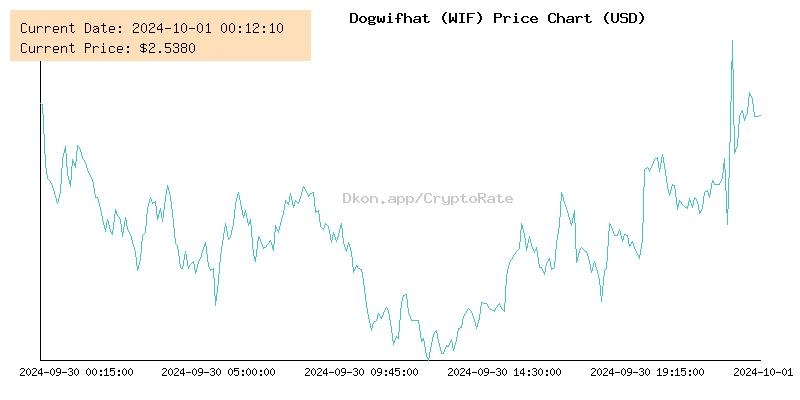 Dogwifhat (WIF) Price Chart (USD)
Current Date: 2024-10-01 00:12:10
Current Price: $2.5380
Dkon.app/CryptoRate
2024-09-30 00:15:00 2024-09-30 05:00:00 2024-09-30 09:45:00 2024-09-30 14:30:00 2024-09-30 19:15:00 2024-10-01